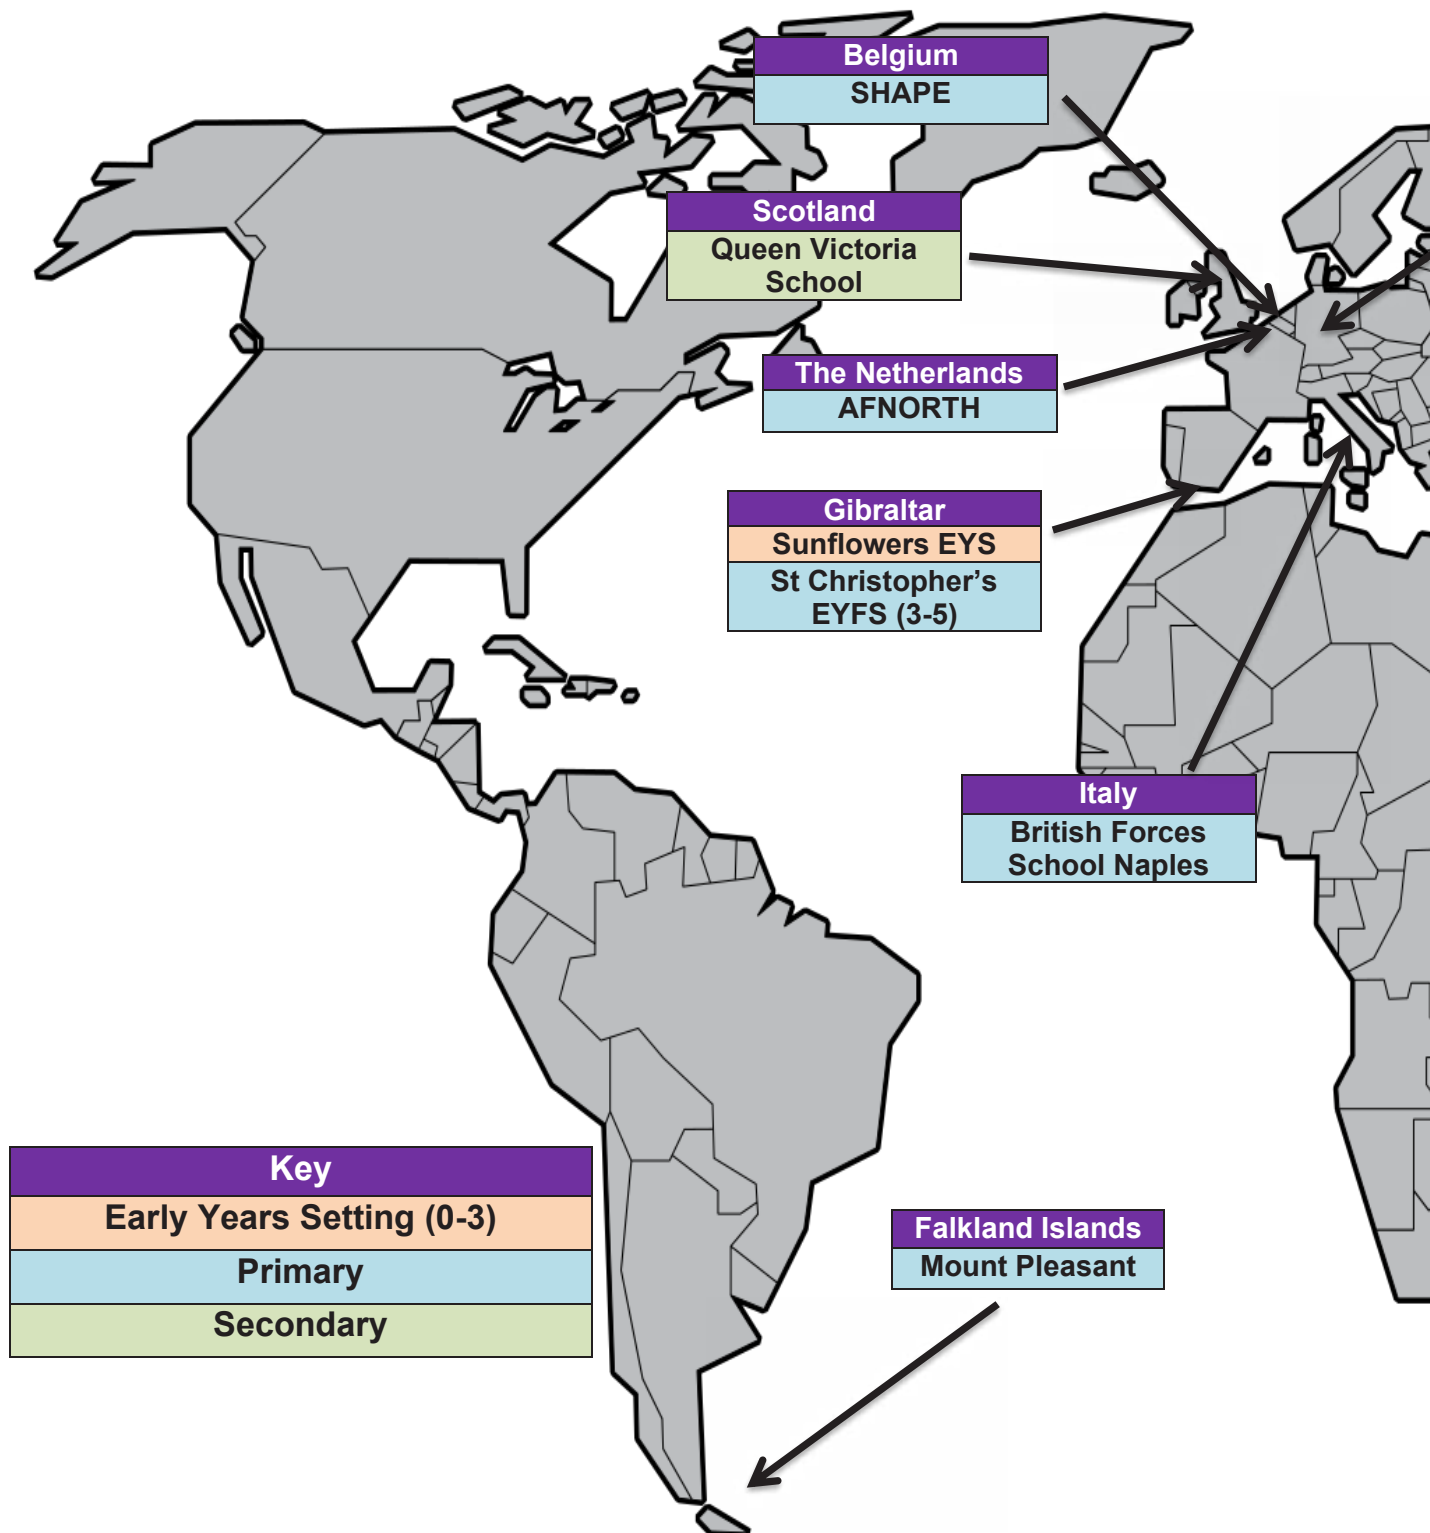 Belgium
SHAPE
Scotland
Queen Victoria
School
The Netherlands
AFNORTH
Gibraltar
Sunflowers EYS
St Christopher’s
EYFS (3-5)
Italy
British Forces
School Naples
Key
Early Years Setting (0-3)
Primary
Secondary
Falkland Islands
Mount Pleasant